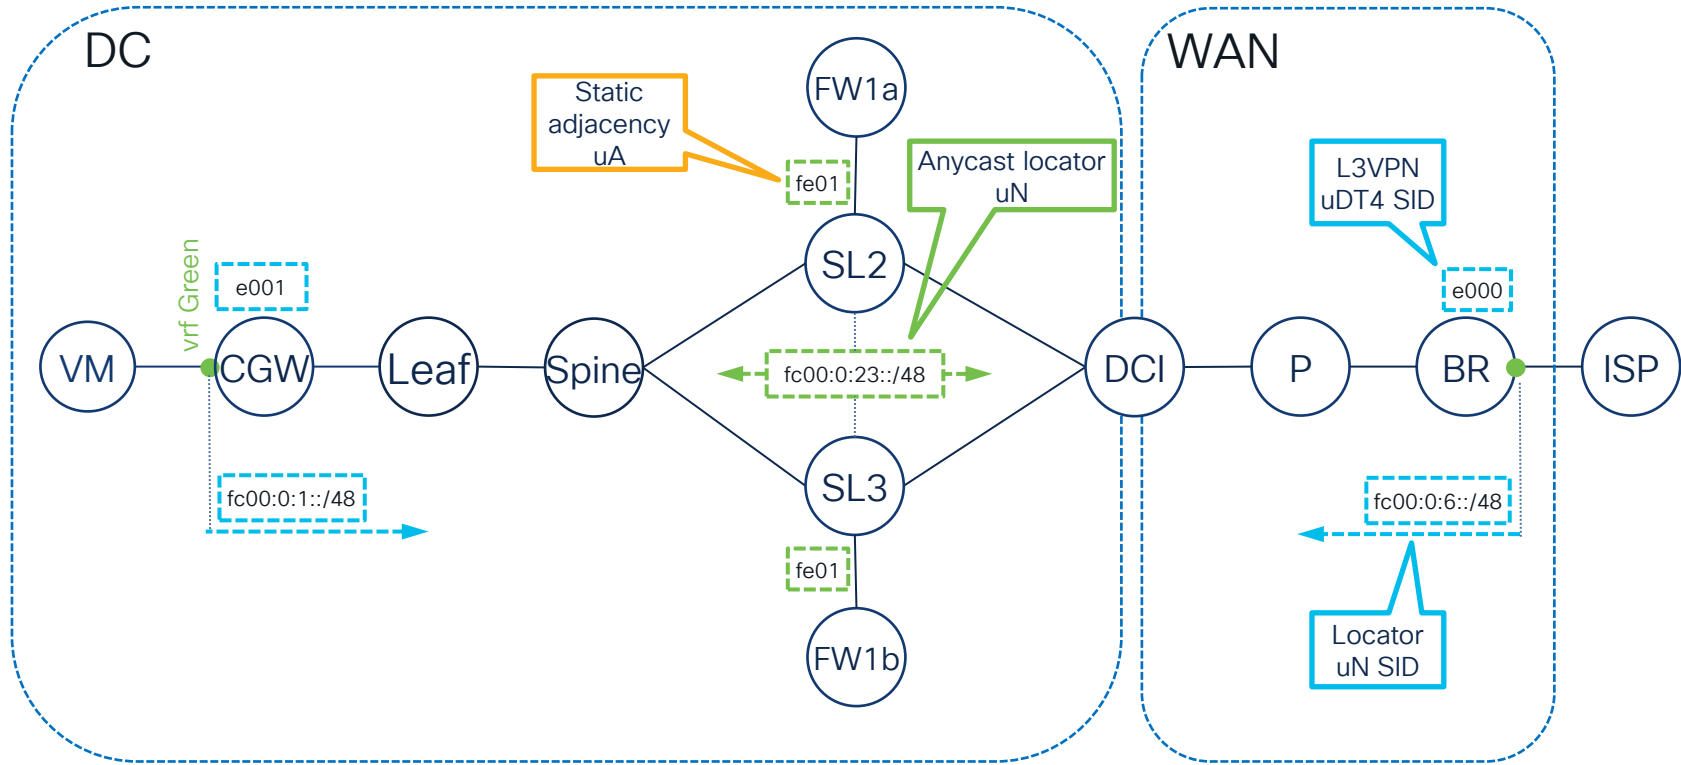 DC
WAN
FW1a
Static
adjacency
uA
Anycast locator
uN
L3VPN
uDT4 SID
fe01
SL2
vrf Green
e001
e000
VM
CGW
Leaf
Spine
fc00:0:23::/48
DCI
P
BR
ISP
SL3
fc00:0:1::/48
fc00:0:6::/48
fe01
Locator
uN SID
FW1b